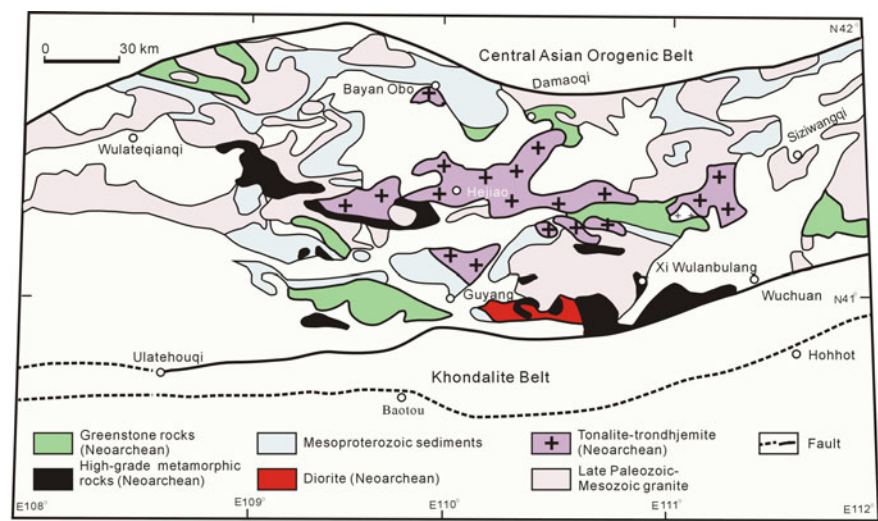 N42°
0 30 km
Central Asian Orogenic Belt
Damaoqi
Bayan Obo
Siziwangqi
Wulateqianqi
Hejiao
Xi Wulanbulang
Guyang
Wuchuan
N41°
Ulatehouqi
Hohhot
Khondalite Belt
Baotou
Greenstone rocks
(Neoarchean)
Mesoproterozoic sediments
Tonalite-trondhjemite
(Neoarchean)
Fault
High-grade metamorphic
rocks (Neoarchean)
Diorite (Neoarchean)
Late Paleozoic-
Mesozoic granite
E108° E109° E110° E111° E112°